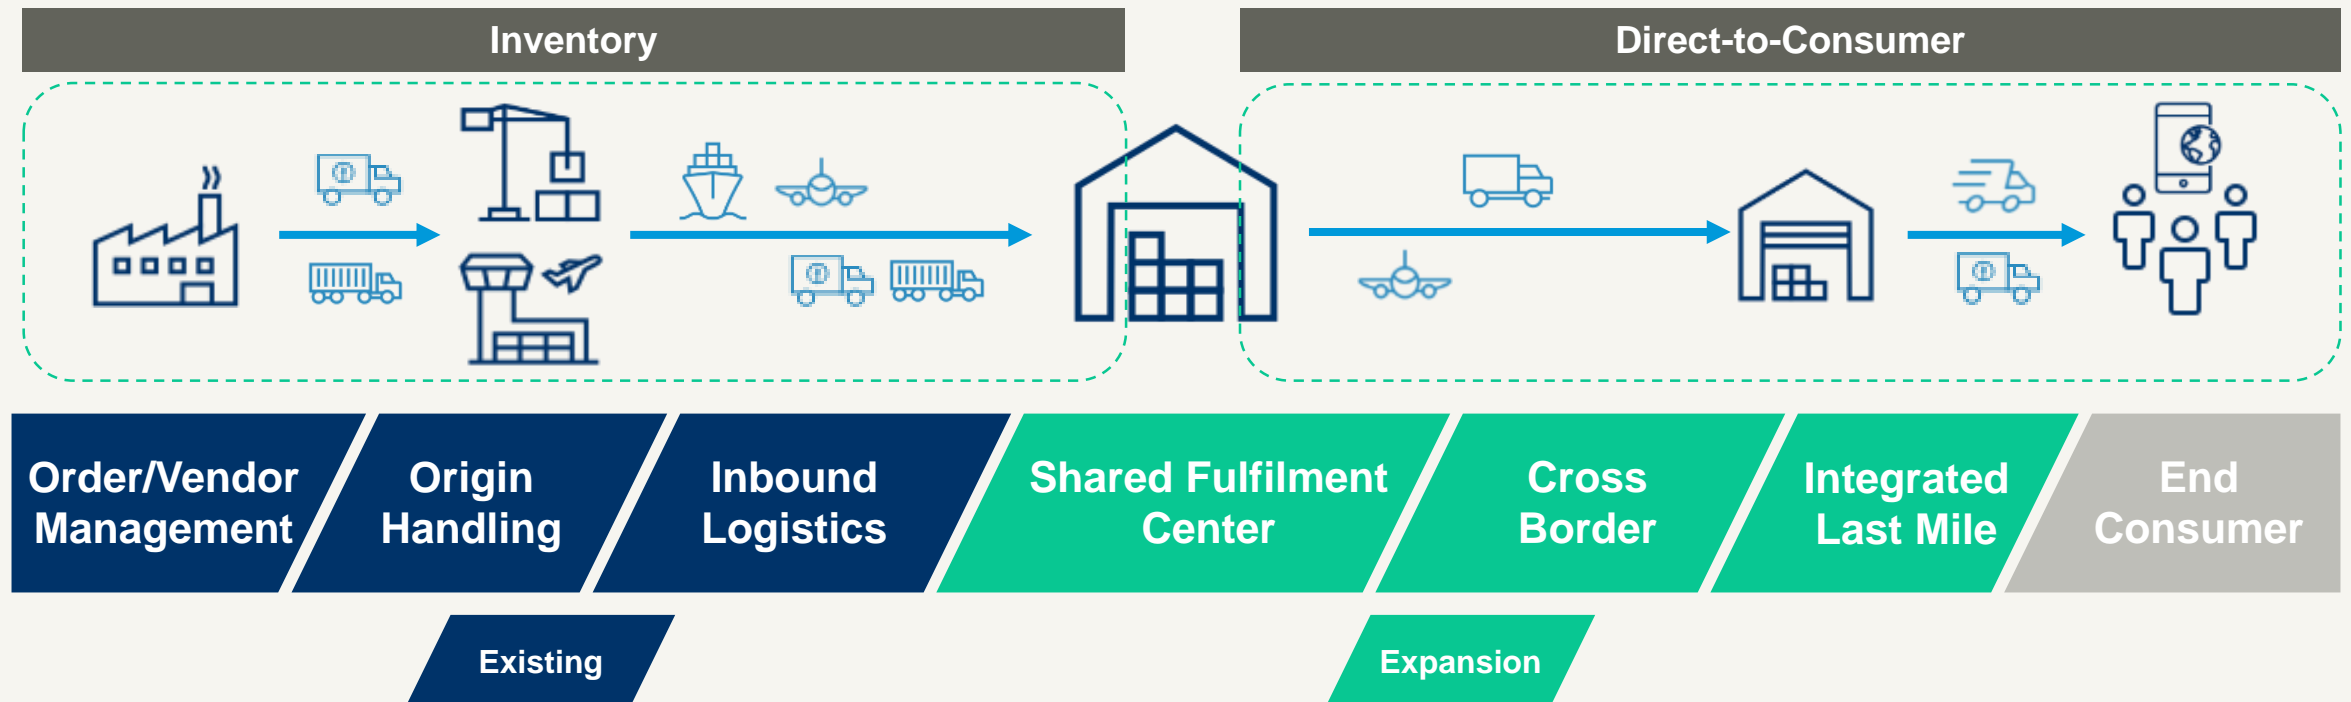 Inventory
Direct-to-Consumer
Order/Vendor
Management
Origin
Handling
Inbound
Logistics
Shared Fulfilment
Center
Cross
Border
Integrated
Last Mile
End
Consumer
Existing
Expansion